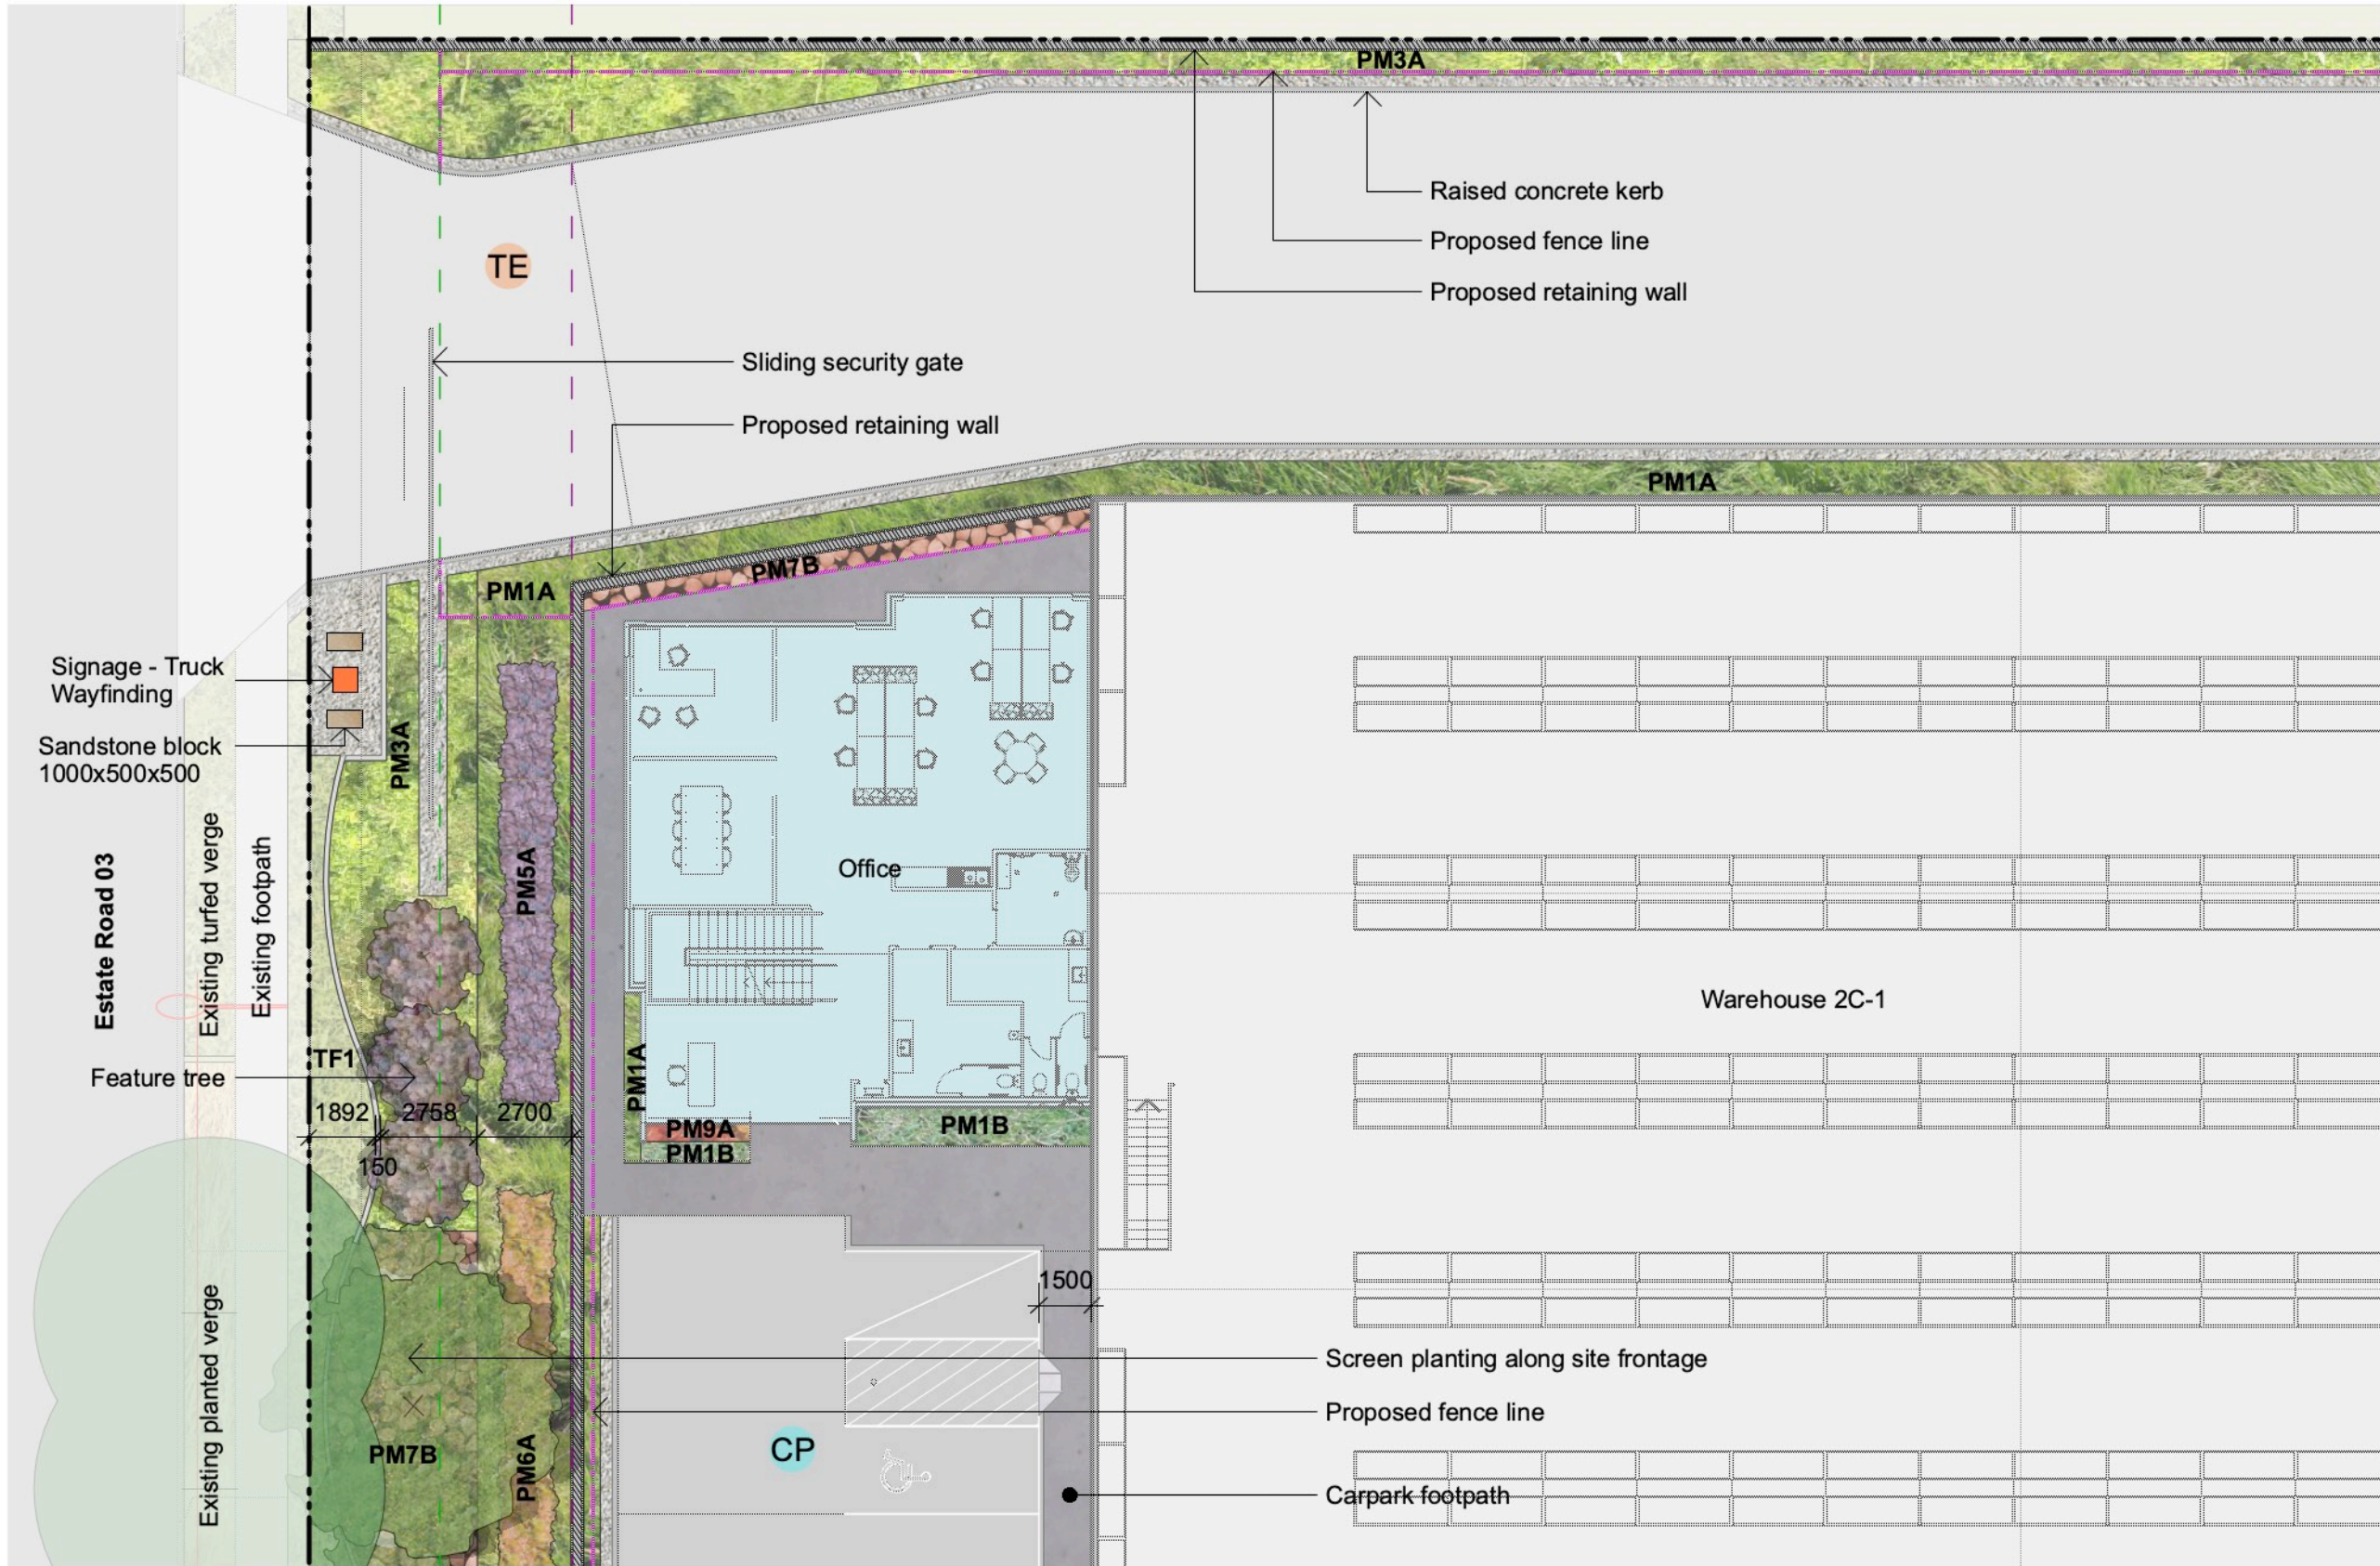 PM3A
Raised concrete kerb
Proposed fence line
Proposed retaining wall
TE
Sliding security gate
Proposed retaining wall
PM1A
PM7B
PM1A
Signage - Truck
Wayfinding
Sandstone block
1000x500x500
PM3A
Estate Road 03
Existing turfed verge
Existing footpath
PM5A
Office
Warehouse 2C-1
TF1
Feature tree
1892
2758
2700
150
PM1A
PM9A
PM1B
PM1B
1500
Screen planting along site frontage
Proposed fence line
Existing planted verge
PM7B
PM6A
CP
Carpark footpath